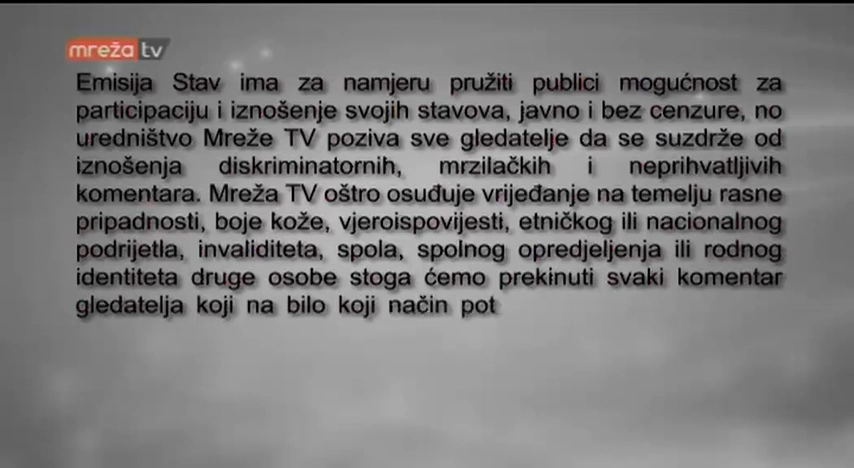 mreža tv
Emisija Stav ima za namjeru pružiti publici mogućnost za
participaciju i iznošenje svojih stavova, javno i bez cenzure, no
uredništvo Mreže TV poziva sve gledatelje da se suzdrže od
iznošenja diskriminatornih, mrzilačkih i neprihvatljivih
komentara. Mreža TV oštro osuđuje vrijeđanje na temelju rasne
pripadnosti, boje kože, vjeroispovijesti, etničkog ili nacionalnog
podrijetla, invaliditeta, spola, spolnog opredjeljenja ili rodnog
identiteta druge osobe stoga ćemo prekinuti svaki komentar
gledatelja koji na bilo koji način pot